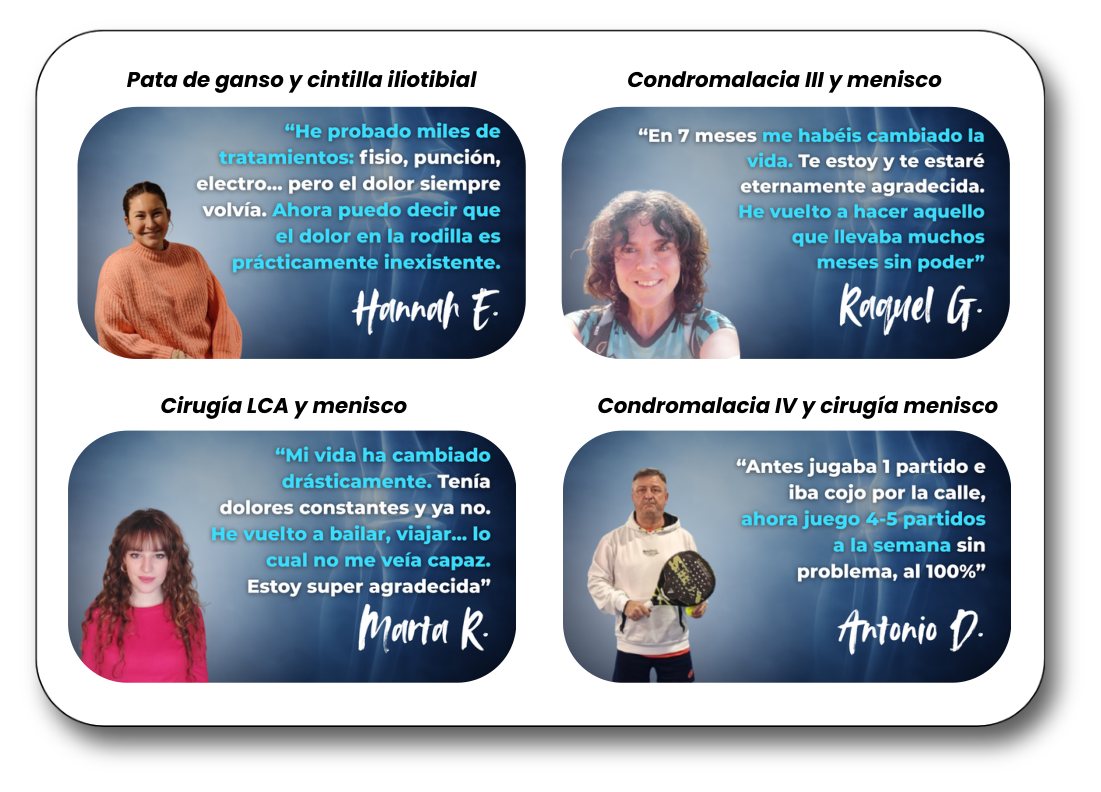 Pata de ganso y cintilla iliotibial
“He probado miles de
tratamientos: fisio, punción,
electro... pero el dolor siempre
volvía. Ahora puedo decir que
el dolor en la rodilla es
prácticamente inexistente.
Hannah E.
Condromalacia III y menisco
“En 7 meses me habéis cambiado la
vida. Te estoy y te estaré
eternamente agradecida.
He vuelto a hacer aquello
que llevaba muchos
meses sin poder”
Raquel G.
Cirugía LCA y menisco
“Mi vida ha cambiado
drásticamente. Tenía
dolores constantes y ya no.
He vuelto a bailar, viajar... lo
cual no me veía capaz.
Estoy super agradecida”
Marta R.
Condromalacia IV y cirugía menisco
“Antes jugaba 1 partido e
iba cojo por la calle,
ahora juego 4-5 partidos
a la semana sin
problema, al 100%”
Antonio D.